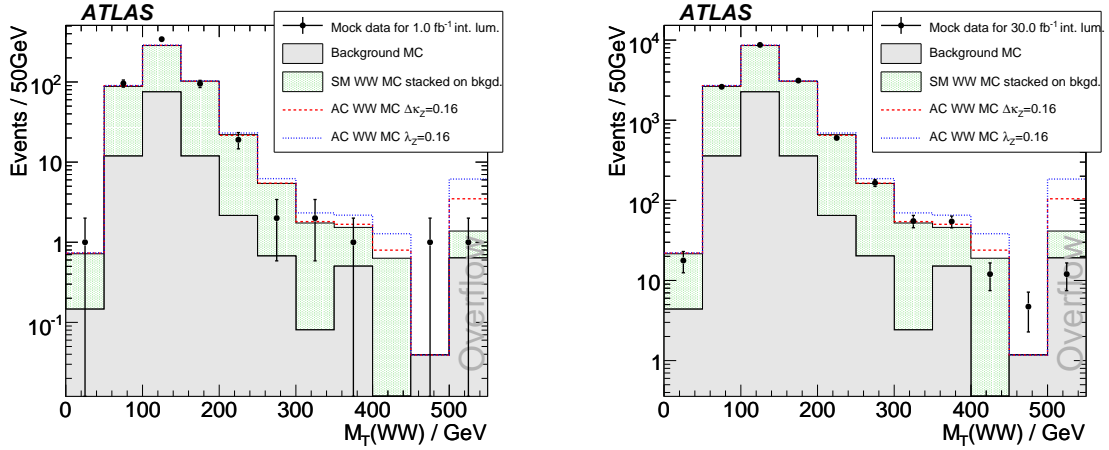 ATLAS
Mock data for 1.0 fb⁻¹ int. lum.
Background MC
SM WW MC stacked on bkgd.
AC WW MC Δκ_Z=0.16
AC WW MC λ_Z=0.16
Events / 50GeV
10²
10
1
10⁻¹
Overflow
0 100 200 300 400 500
M_T(WW) / GeV
ATLAS
Mock data for 30.0 fb⁻¹ int. lum.
Background MC
SM WW MC stacked on bkgd.
AC WW MC Δκ_Z=0.16
AC WW MC λ_Z=0.16
Events / 50GeV
10⁴
10³
10²
10
1
Overflow
0 100 200 300 400 500
M_T(WW) / GeV